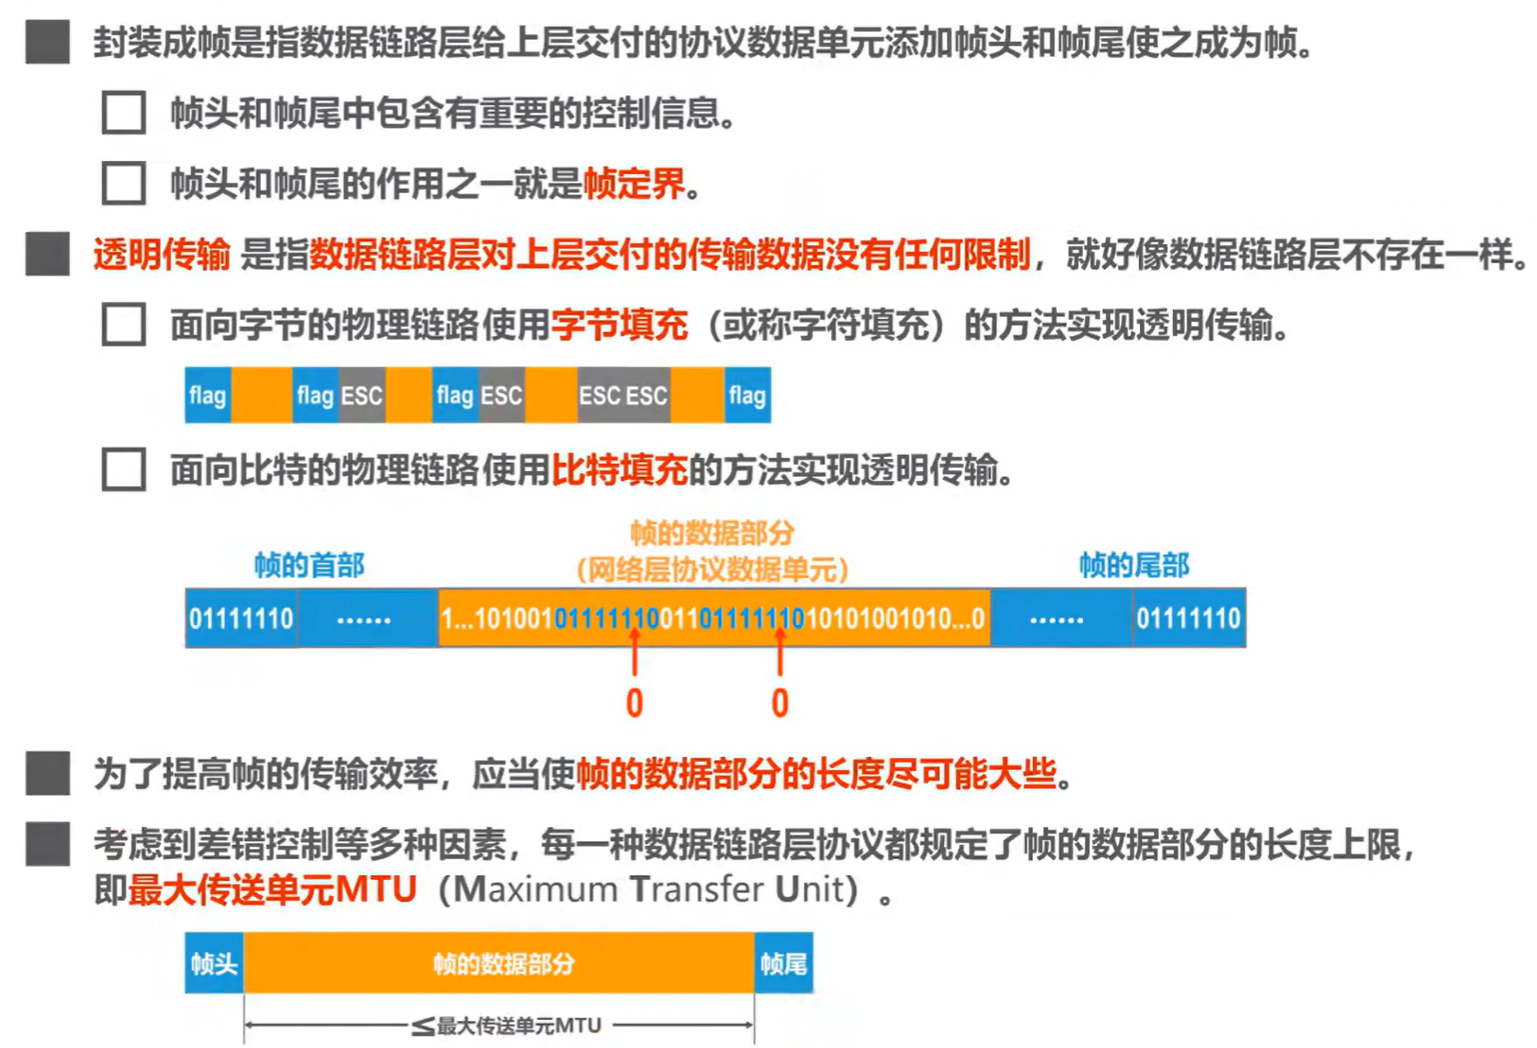 封装成帧是指数据链路层给上层交付的协议数据单元添加帧头和帧尾使之成为帧。
帧头和帧尾中包含有重要的控制信息。
帧头和帧尾的作用之一就是帧定界。
透明传输 是指数据链路层对上层交付的传输数据没有任何限制，就好像数据链路层不存在一样。
面向字节的物理链路使用字节填充（或称字符填充）的方法实现透明传输。
flag flag ESC flag ESC ESC ESC flag
面向比特的物理链路使用比特填充的方法实现透明传输。
帧的数据部分
帧的首部 （网络层协议数据单元） 帧的尾部
01111110 …… 1...1010010111111100110111111101010100​1010...0 …… 01111110
0 0
为了提高帧的传输效率，应当使帧的数据部分的长度尽可能大些。
考虑到差错控制等多种因素，每一种数据链路层协议都规定了帧的数据部分的长度上限，
即最大传送单元MTU（Maximum Transfer Unit）。
帧头 帧的数据部分 帧尾
≤最大传送单元MTU